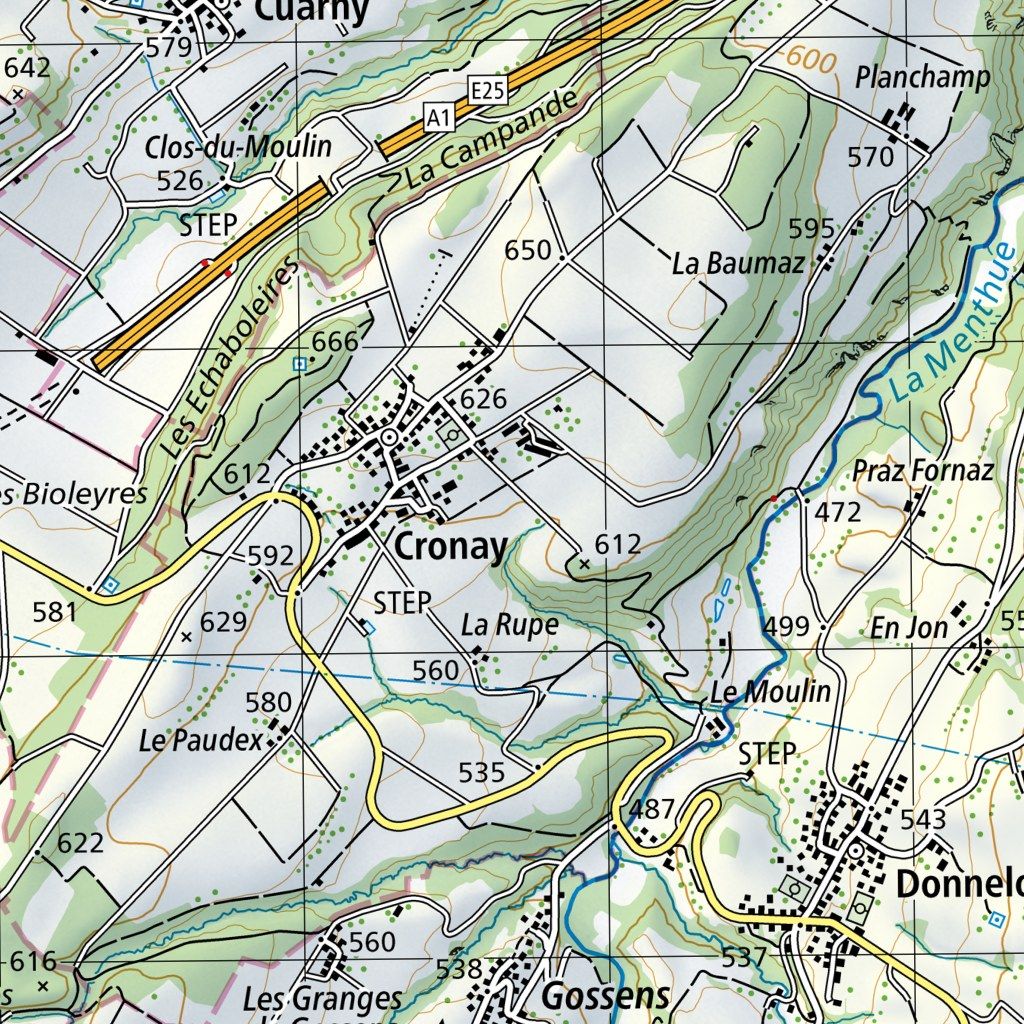 Cuarny
579
642
-600
Planchamp
E25
A1
La Campande
Clos-du-Moulin
570
526
STEP
595
650
La Baumaz
La Menthue
Les Echaboleires
666
626
612
Praz Fornaz
es Bioleyres
472
Cronay
612
592
581
STEP
629
La Rupe
499
En Jon
55
560
Le Moulin
580
Le Paudex
STEP
535
487
543
622
Donnelo
560
537
616
538
s
Les Granges
Gossens